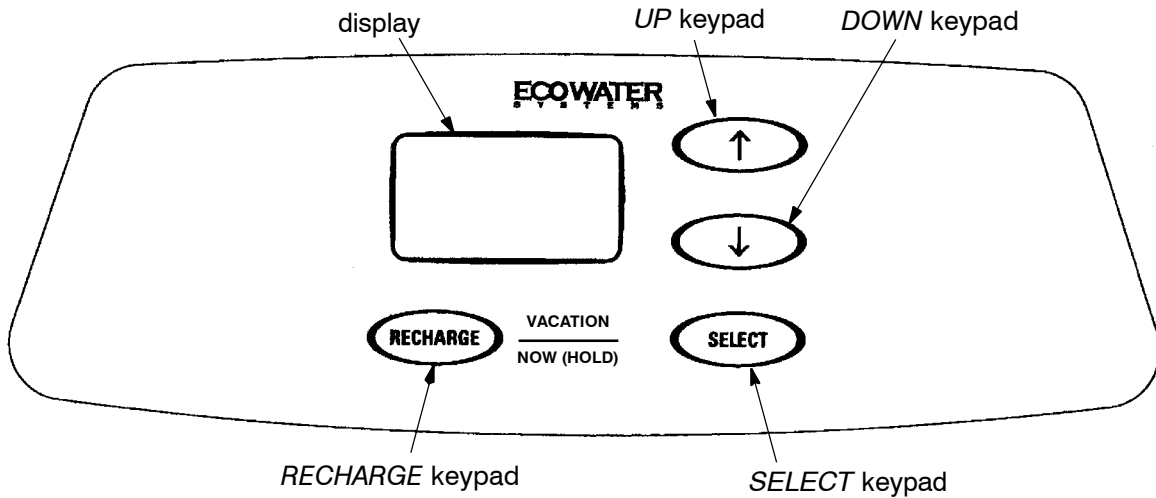 display
UP keypad
DOWN keypad
ECOWATER
SYSTEMS
↑
↓
RECHARGE
VACATION
NOW (HOLD)
SELECT
RECHARGE keypad
SELECT keypad